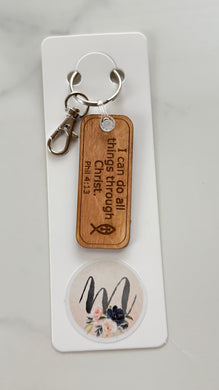 I can do all
things through
Christ.
Phil 4:13
M